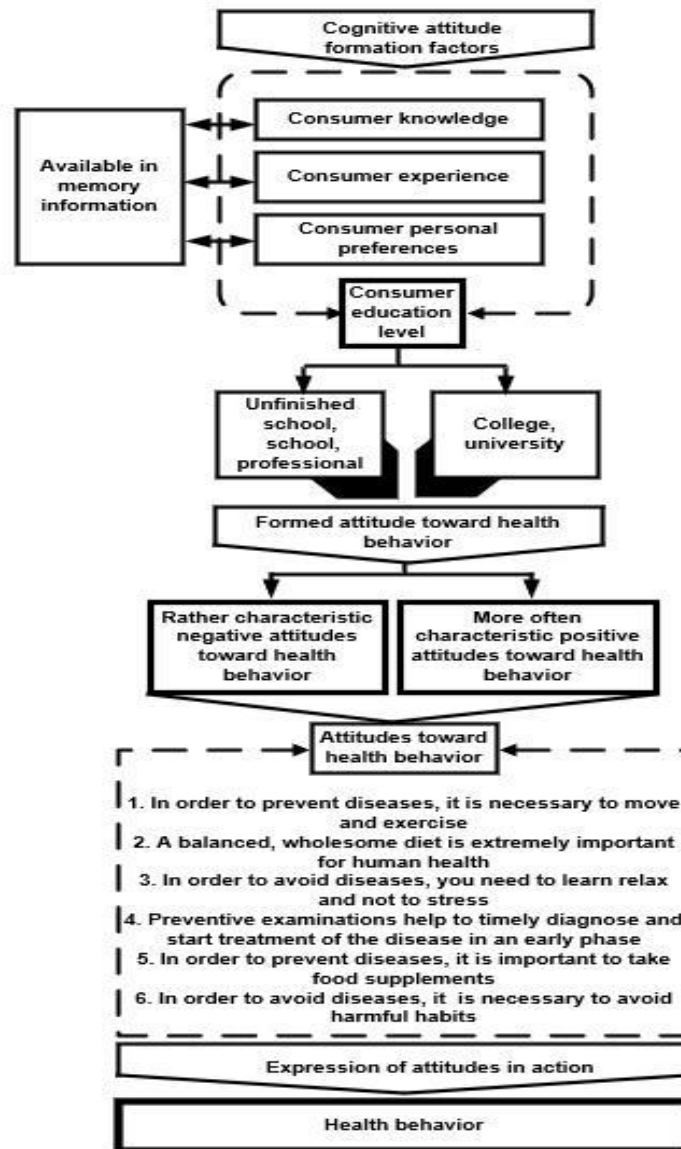 Cognitive attitude
formation factors
Available in
memory
information
Consumer knowledge
Consumer experience
Consumer personal
preferences
Consumer
education
level
Unfinished
school,
school,
professional
College,
university
Formed attitude toward health
behavior
Rather characteristic
negative attitudes
toward health
behavior
More often
characteristic positive
attitudes toward health
behavior
Attitudes toward
health behavior
1. In order to prevent diseases, it is necessary to move
and exercise
2. A balanced, wholesome diet is extremely important
for human health
3. In order to avoid diseases, you need to learn relax
and not to stress
4. Preventive examinations help to timely diagnose and
start treatment of the disease in an early phase
5. In order to prevent diseases, it is important to take
food supplements
6. In order to avoid diseases, it is necessary to avoid
harmful habits
Expression of attitudes in action
Health behavior